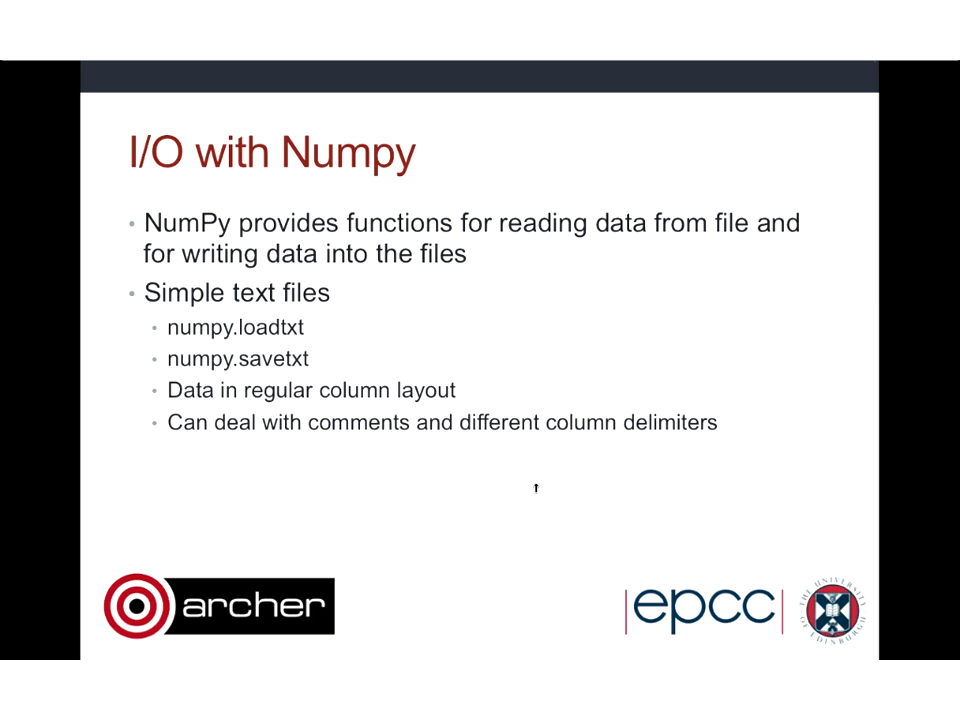 I/O with Numpy
• NumPy provides functions for reading data from file and
for writing data into the files
• Simple text files
• numpy.loadtxt
• numpy.savetxt
• Data in regular column layout
• Can deal with comments and different column delimiters
archer
|epcc|
THE UNIVERSITY
OF EDINBURGH